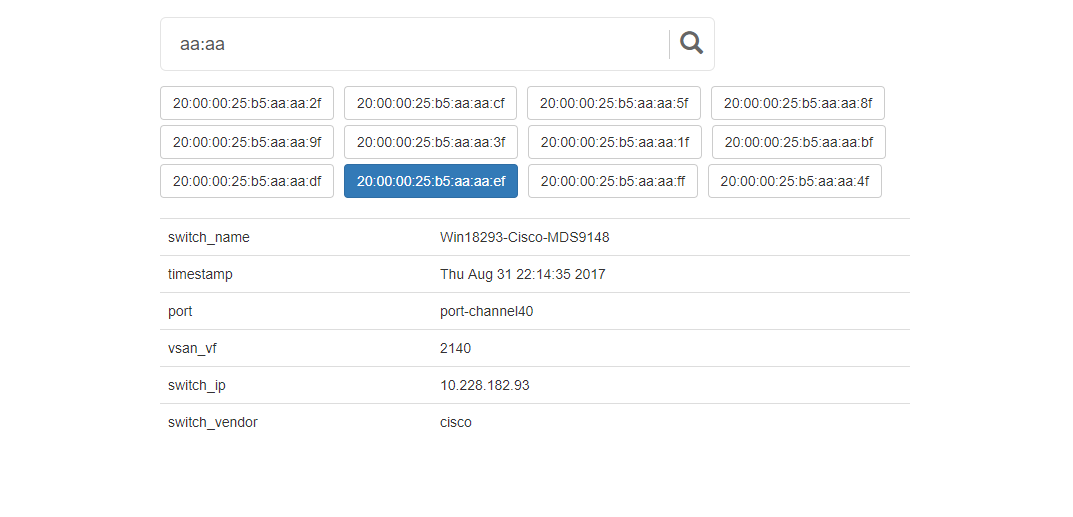 aa:aa
20:00:00:25:b5:aa:aa:2f 20:00:00:25:b5:aa:aa:cf 20:00:00:25:b5:aa:aa:5f 20:00:00:25:b5:aa:aa:8f
20:00:00:25:b5:aa:aa:9f 20:00:00:25:b5:aa:aa:3f 20:00:00:25:b5:aa:aa:1f 20:00:00:25:b5:aa:aa:bf
20:00:00:25:b5:aa:aa:df 20:00:00:25:b5:aa:aa:ef 20:00:00:25:b5:aa:aa:ff 20:00:00:25:b5:aa:aa:4f
switch_name Win18293-Cisco-MDS9148
timestamp Thu Aug 31 22:14:35 2017
port port-channel40
vsan_vf 2140
switch_ip 10.228.182.93
switch_vendor cisco